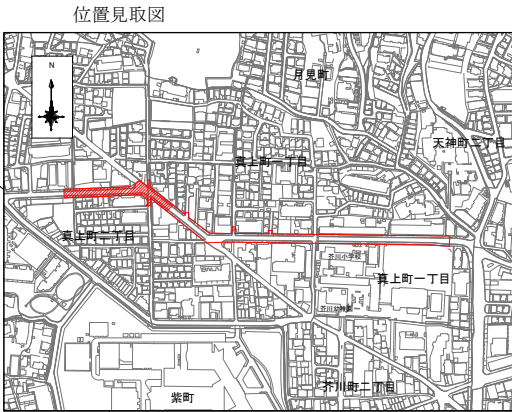 位置見取図
N
月見町
天神町二丁目
真上町一丁目
真上町二丁目
芥川小学校
真上町一丁目
芥川幼稚園
芥川町二丁目
紫町